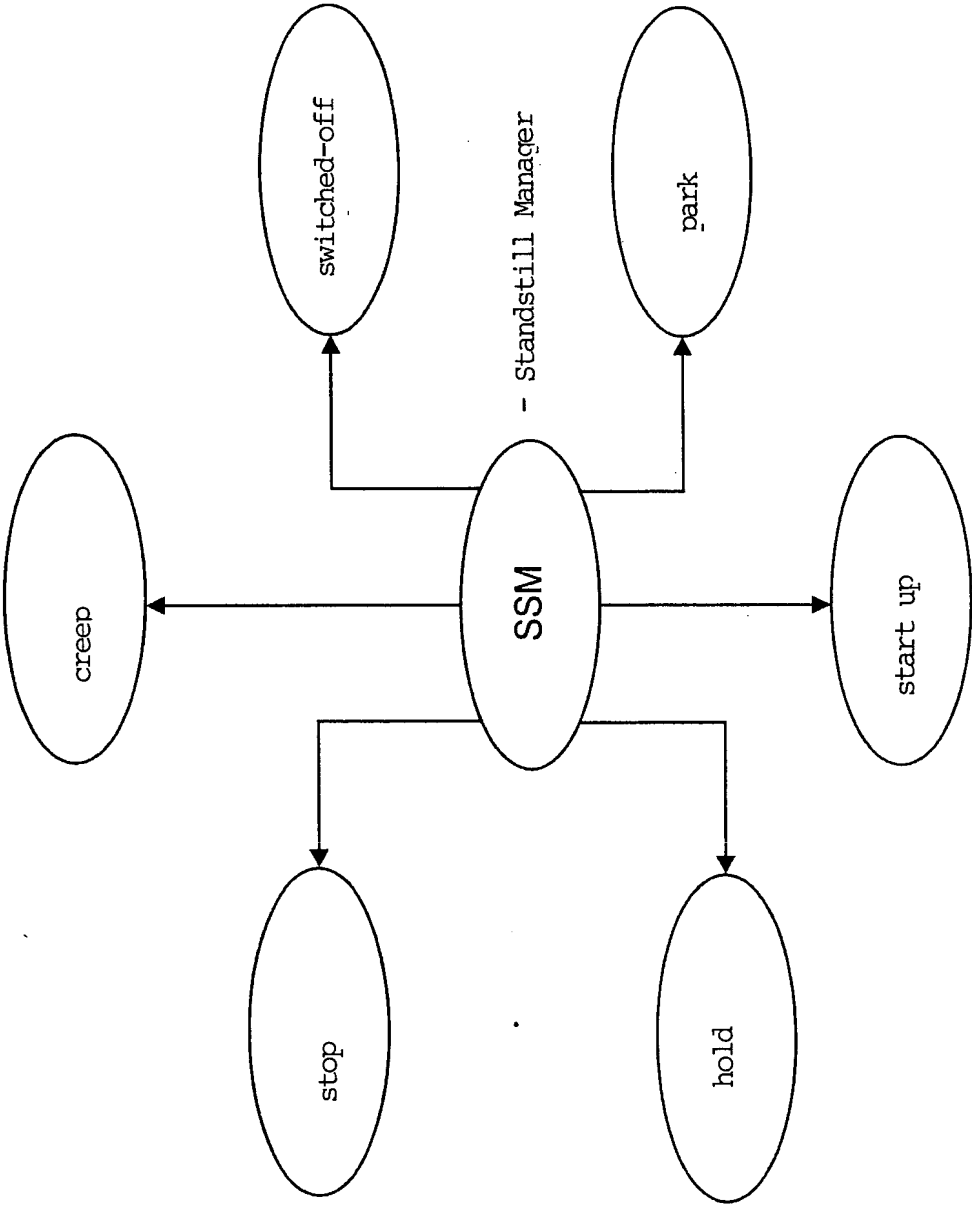 creep
stop
switched-off
SSM - Standstill Manager
hold
park
start up